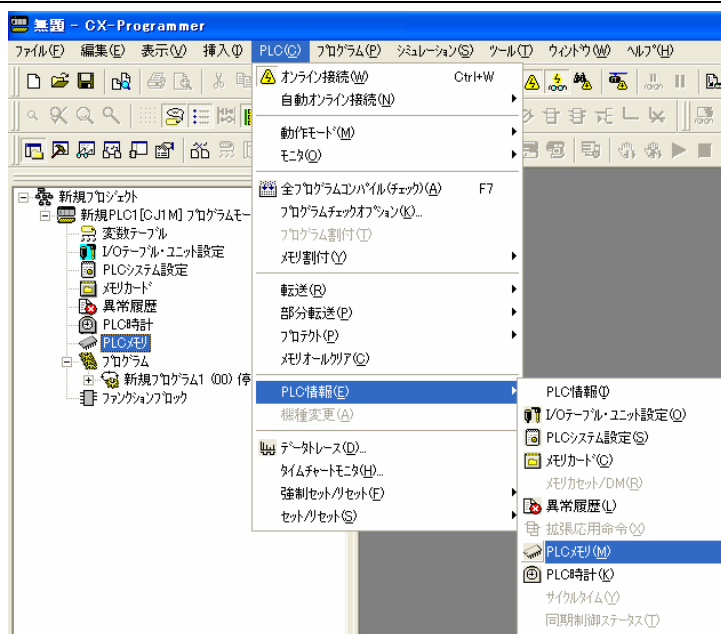 無題 - CX-Programmer
ファイル(F) 編集(E) 表示(V) 挿入(I) PLC(C) プログラム(P) シミュレーション(S) ツール(T) ウィンドウ(W) ヘルプ(H)
オンライン接続(W) Ctrl+W
自動オンライン接続(N)
動作モード(M)
モニタ(O)
全プログラムコンパイル(チェック)(A) F7
プログラムチェックオプション(K)...
プログラム割付(T)
メモリ割付(Y)
転送(R)
部分転送(P)
プロテクト(P)
メモリオールクリア(C)
PLC情報(E)
機種変更(A)
データトレース(D)...
タイムチャートモニタ(H)...
強制セット/リセット(F)
セット/リセット(S)
新規プロジェクト
新規PLC1[CJ1M] プログラムモー
変数テーブル
I/Oテーブル・ユニット設定
PLCシステム設定
メモリカード
異常履歴
PLC時計
PLCメモリ
プログラム
新規プログラム1 (00) 停
ファンクションブロック
PLC情報(I)
I/Oテーブル・ユニット設定(O)
PLCシステム設定(S)
メモリカード(C)
メモリカセット/DM(R)
異常履歴(L)
拡張応用命令(X)
PLCメモリ(M)
PLC時計(K)
サイクルタイム(Y)
同期制御ステータス(T)